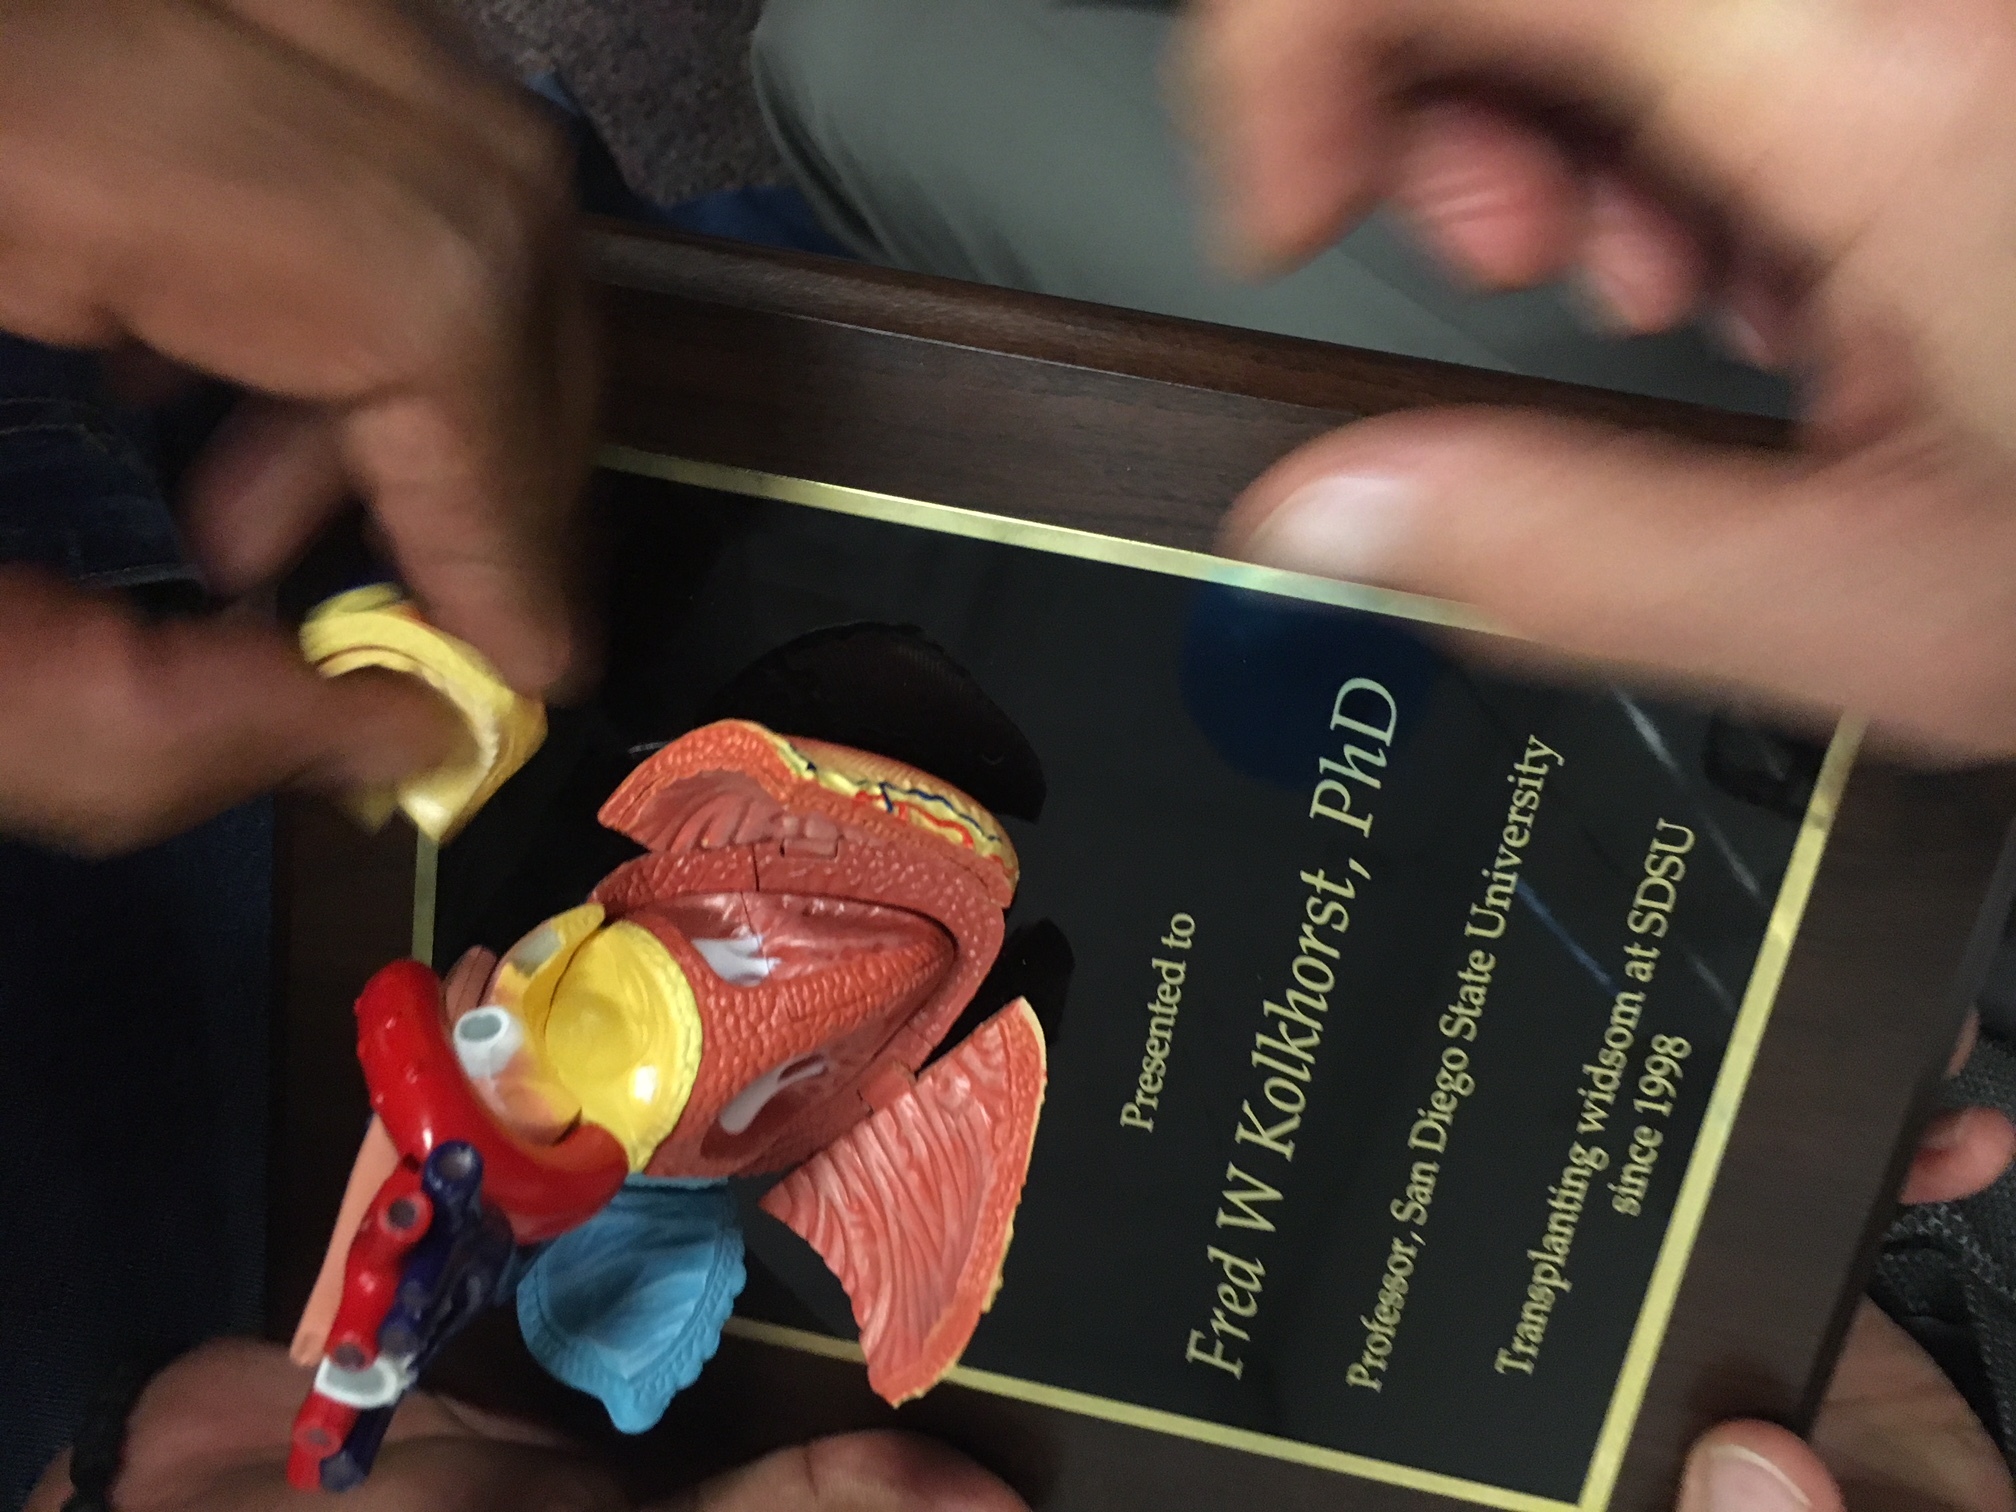 Presented to
Fred W Kolkhorst, PhD
Professor, San Diego State University
Transplanting widsom at SDSU
since 1998